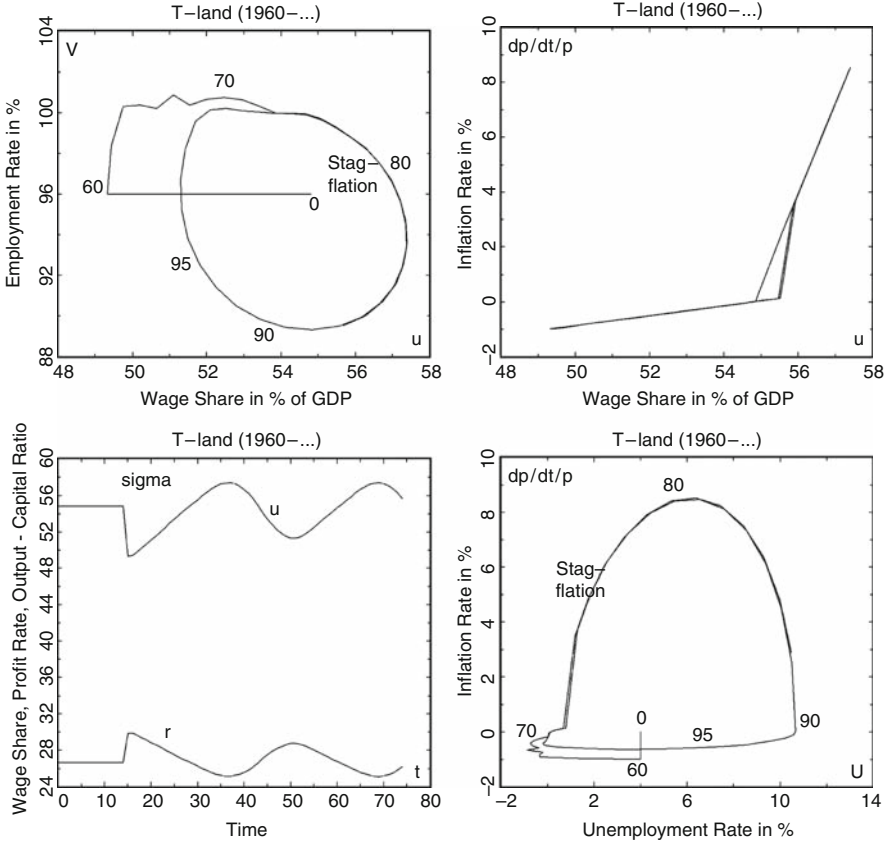 T–land (1960–...)
V
Employment Rate in %
104
100
96
92
88
70
80
Stag–
flation
60
0
95
90
u
48 50 52 54 56 58
Wage Share in % of GDP
T–land (1960–...)
dp/dt/p
Inflation Rate in %
10
8
6
4
2
0
–2
u
48 50 52 54 56 58
Wage Share in % of GDP
T–land (1960–...)
sigma
Wage Share, Profit Rate, Output - Capital Ratio
60
56
52
48
44
40
36
32
28
24
u
r
t
0 10 20 30 40 50 60 70 80
Time
T–land (1960–...)
dp/dt/p
Inflation Rate in %
10
8
6
4
2
0
–2
80
Stag–
flation
70
0
95
90
60
U
–2 2 6 10 14
Unemployment Rate in %